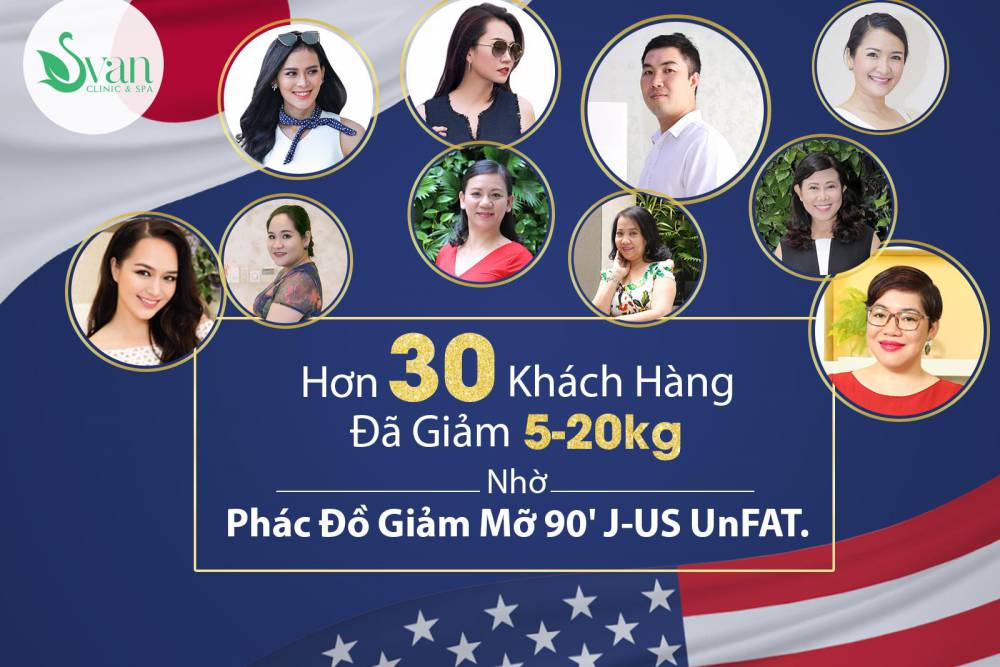 Svan
CLINIC & SPA
Hơn 30 Khách Hàng
Đã Giảm 5-20kg
Nhờ
Phác Đồ Giảm Mỡ 90' J-US UnFAT.